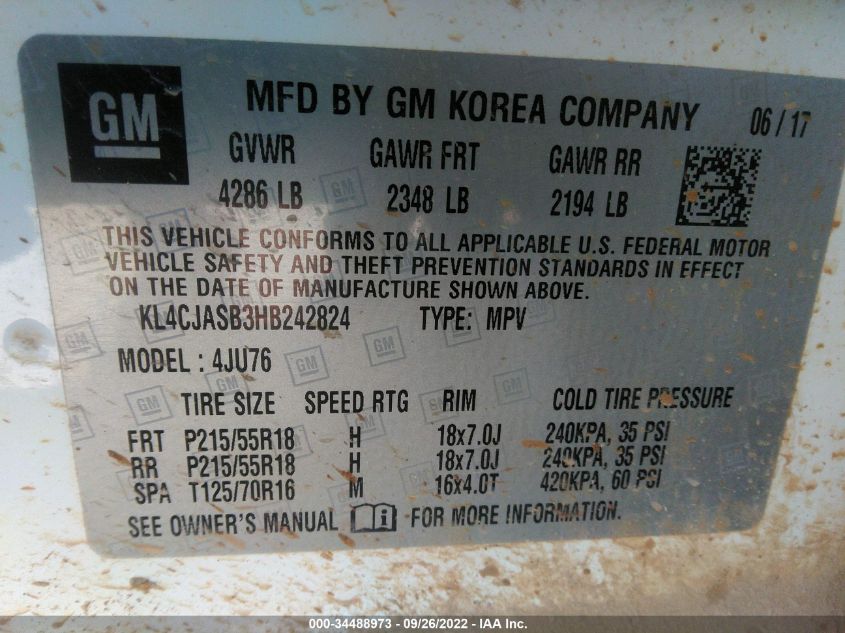 GM
MFD BY GM KOREA COMPANY 06/17
GVWR GAWR FRT GAWR RR
4286 LB 2348 LB 2194 LB
THIS VEHICLE CONFORMS TO ALL APPLICABLE U.S. FEDERAL MOTOR
VEHICLE SAFETY AND THEFT PREVENTION STANDARDS IN EFFECT
ON THE DATE OF MANUFACTURE SHOWN ABOVE.
KL4CJASB3HB242824 TYPE: MPV
MODEL: 4JU76
TIRE SIZE SPEED RTG RIM COLD TIRE PRESSURE
FRT P215/55R18 H 18x7.0J 240KPA, 35 PSI
RR P215/55R18 H 18x7.0J 240KPA, 35 PSI
SPA T125/70R16 M 16x4.0T 420KPA, 60 PSI
SEE OWNER'S MANUAL FOR MORE INFORMATION.
000-34488973 - 09/26/2022 - IAA Inc.